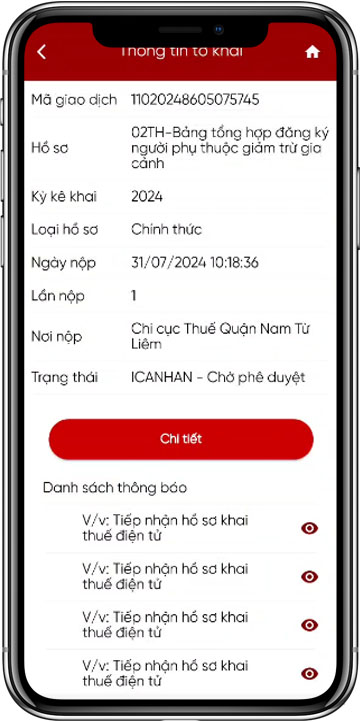 Thông tin tờ khai
Mã giao dịch 11020248605075745
Hồ sơ 02TH-Bảng tổng hợp đăng ký
người phụ thuộc giảm trừ gia
cảnh
Kỳ kê khai 2024
Loại hồ sơ Chính thức
Ngày nộp 31/07/2024 10:18:36
Lần nộp 1
Nơi nộp Chi cục Thuế Quận Nam Từ
Liêm
Trạng thái ICANHAN - Chờ phê duyệt
Chi tiết
Danh sách thông báo
V/v: Tiếp nhận hồ sơ khai
thuế điện tử
V/v: Tiếp nhận hồ sơ khai
thuế điện tử
V/v: Tiếp nhận hồ sơ khai
thuế điện tử
V/v: Tiếp nhận hồ sơ khai
thuế điện tử